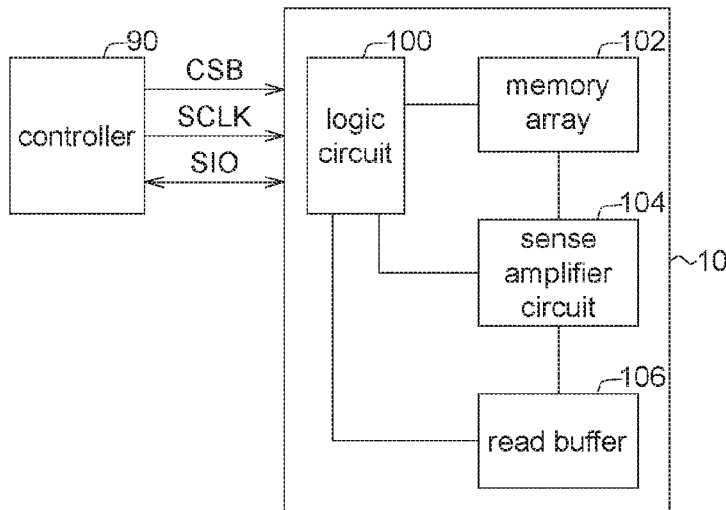 90
controller
CSB
SCLK
SIO
100
logic
circuit
102
memory
array
104
sense
amplifier
circuit
10
106
read buffer